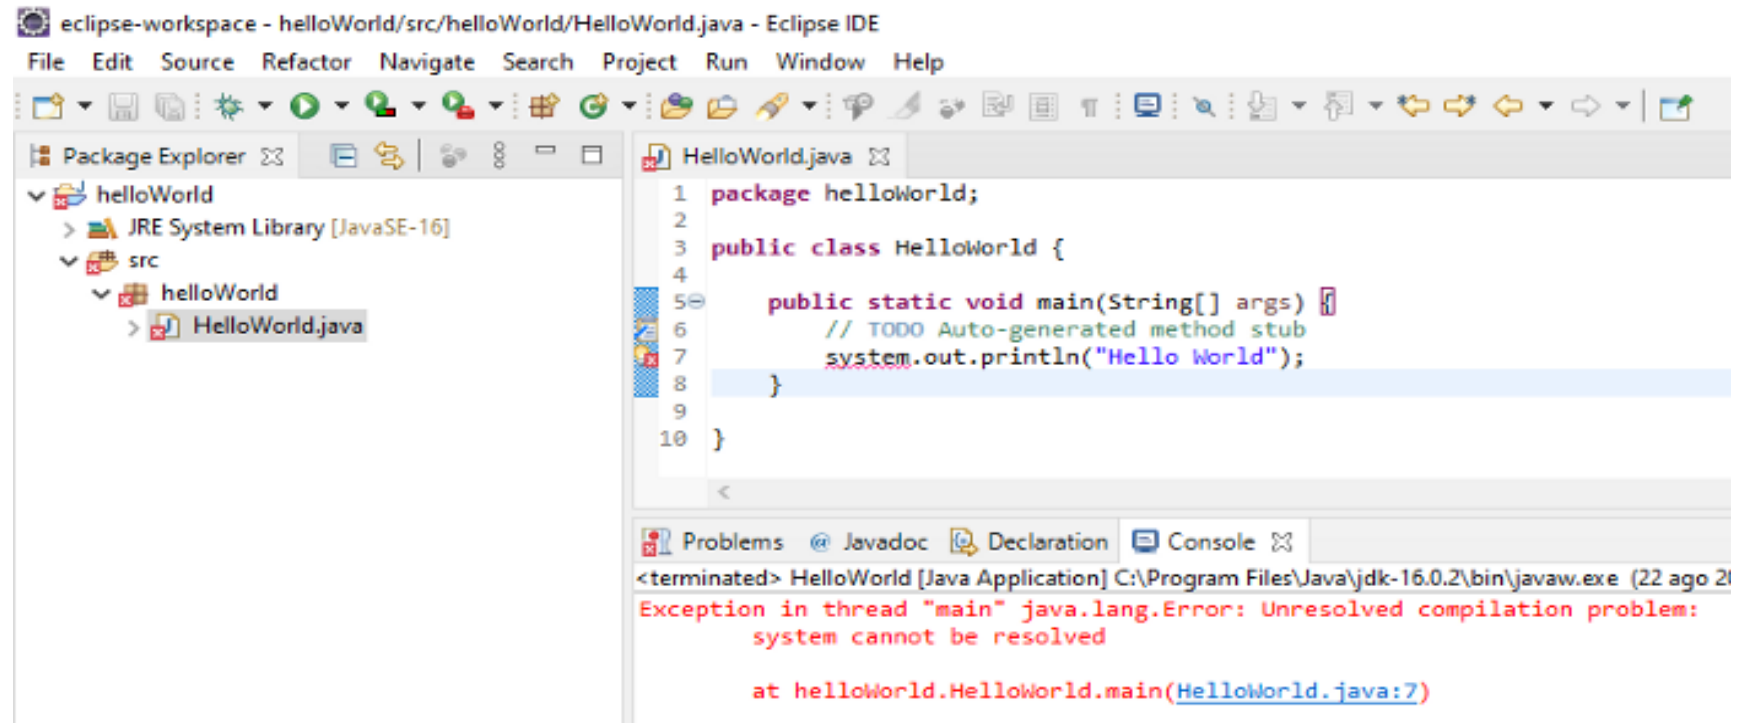 eclipse-workspace - helloWorld/src/helloWorld/HelloWorld.java - Eclipse IDE
File Edit Source Refactor Navigate Search Project Run Window Help
Package Explorer
helloWorld
JRE System Library [JavaSE-16]
src
helloWorld
HelloWorld.java
HelloWorld.java
1 package helloWorld;
2
3 public class HelloWorld {
4
5 public static void main(String[] args) {
6 // TODO Auto-generated method stub
7 system.out.println("Hello World");
8 }
9
10 }
Problems @ Javadoc Declaration Console
<terminated> HelloWorld [Java Application] C:\Program Files\Java\jdk-16.0.2\bin\javaw.exe (22 ago
Exception in thread "main" java.lang.Error: Unresolved compilation problem:
system cannot be resolved
at helloWorld.HelloWorld.main(HelloWorld.java:7)